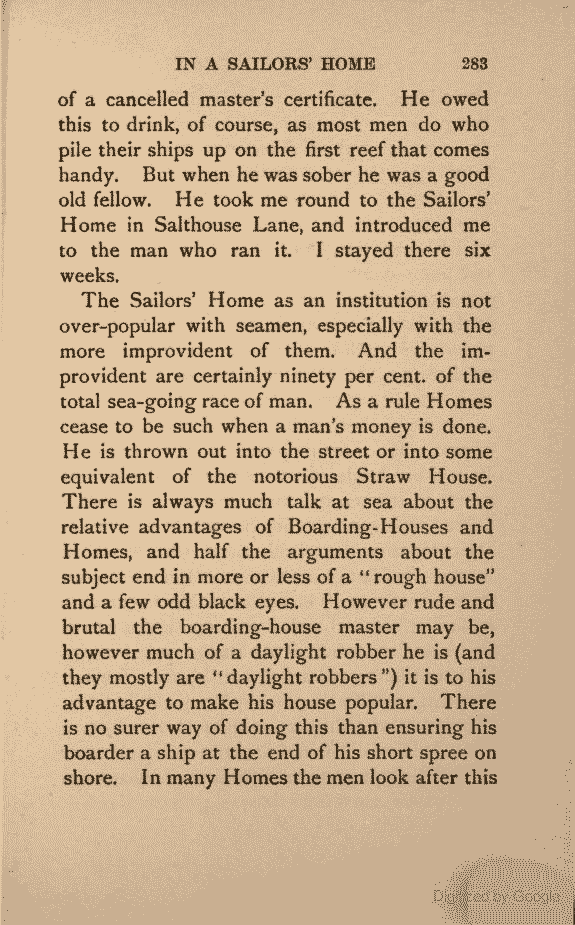 IN A SAILORS' HOME 283
of a cancelled master's certificate. He owed
this to drink, of course, as most men do who
pile their ships up on the first reef that comes
handy. But when he was sober he was a good
old fellow. He took me round to the Sailors'
Home in Salthouse Lane, and introduced me
to the man who ran it. I stayed there six
weeks.
The Sailors' Home as an institution is not
over-popular with seamen, especially with the
more improvident of them. And the im-
provident are certainly ninety per cent. of the
total sea-going race of man. As a rule Homes
cease to be such when a man's money is done.
He is thrown out into the street or into some
equivalent of the notorious Straw House.
There is always much talk at sea about the
relative advantages of Boarding-Houses and
Homes, and half the arguments about the
subject end in more or less of a "rough house"
and a few odd black eyes. However rude and
brutal the boarding-house master may be,
however much of a daylight robber he is (and
they mostly are "daylight robbers") it is to his
advantage to make his house popular. There
is no surer way of doing this than ensuring his
boarder a ship at the end of his short spree on
shore. In many Homes the men look after this
Digitized by Google